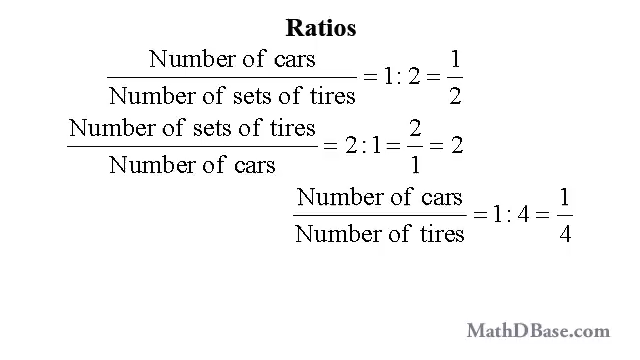 Ratios
Number of cars / Number of sets of tires = 1 : 2 = 1/2
Number of sets of tires / Number of cars = 2 : 1 = 2/1 = 2
Number of cars / Number of tires = 1 : 4 = 1/4
MathDBase.com